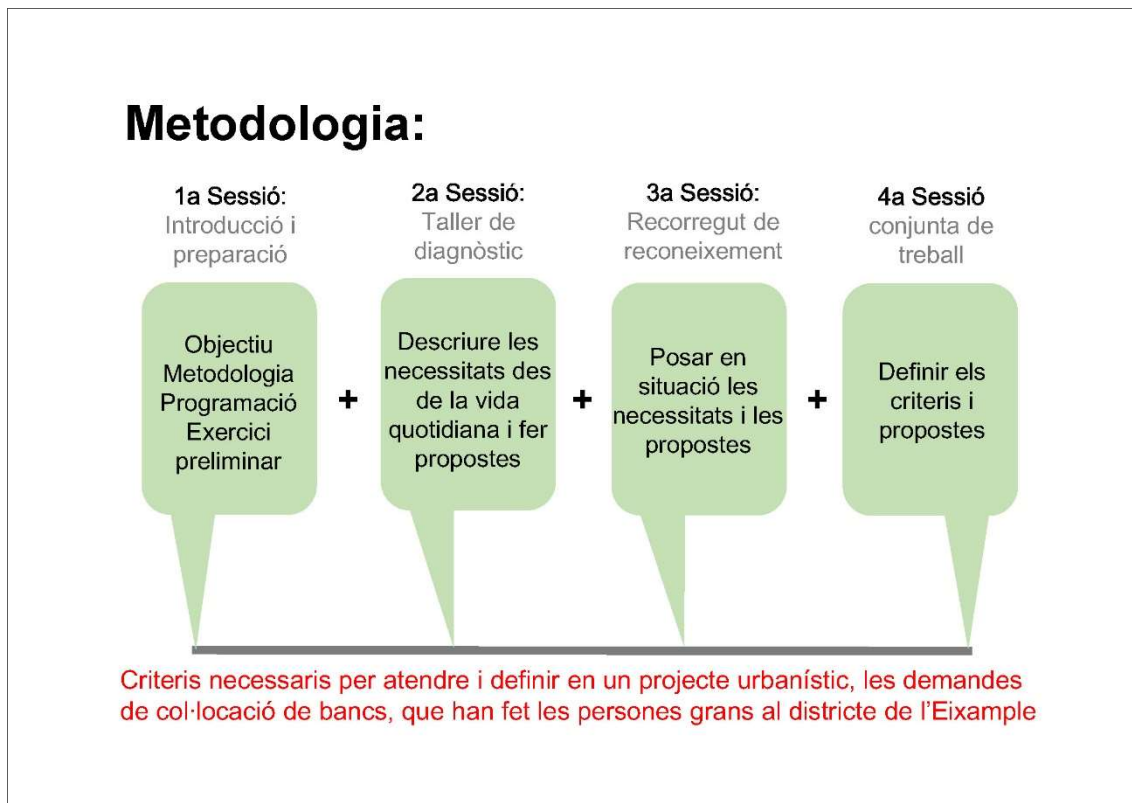 Metodologia:
1a Sessió:
Introducció i
preparació
2a Sessió:
Taller de
diagnòstic
3a Sessió:
Recorregut de
reconeixement
4a Sessió
conjunta de
treball
Objectiu
Metodologia
Programació
Exercici
preliminar
+
Descriure les
necessitats des
de la vida
quotidiana i fer
propostes
+
Posar en
situació les
necessitats i les
propostes
+
Definir els
criteris i
propostes
Criteris necessaris per atendre i definir en un projecte urbanístic, les demandes
de col·locació de bancs, que han fet les persones grans al districte de l’Eixample